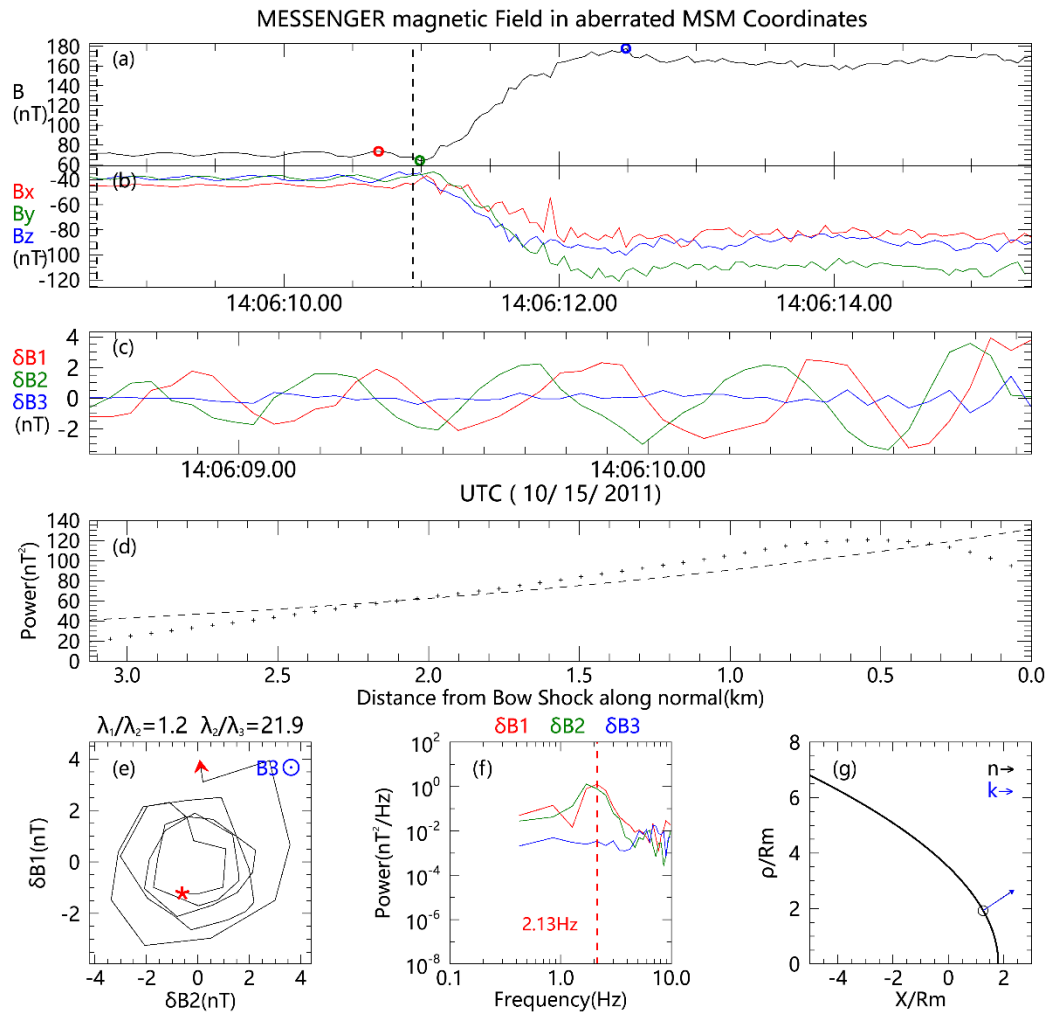 MESSENGER magnetic Field in aberrated MSM Coordinates
(a)
B
(nT)
180
160
140
120
100
80
60
(b)
Bx
By
Bz
(nT)
-40
-60
-80
-100
-120
14:06:10.00 14:06:12.00 14:06:14.00
(c)
δB1
δB2
δB3
(nT)
4
2
0
-2
14:06:09.00 14:06:10.00
UTC ( 10/ 15/ 2011)
(d)
Power(nT²)
140
120
100
80
60
40
20
0
3.0 2.5 2.0 1.5 1.0 0.5 0.0
Distance from Bow Shock along normal(km)
λ₁/λ₂=1.2 λ₂/λ₃=21.9
(e)
B3
δB1(nT)
4
2
0
-2
-4 -2 0 2 4
δB2(nT)
δB1 δB2 δB3
(f)
Power(nT²/Hz)
10²
10⁰
10⁻²
10⁻⁴
10⁻⁶
10⁻⁸
2.13Hz
0.1 1.0 10.0
Frequency(Hz)
(g)
n→
k→
ρ/Rm
8
6
4
2
0
-4 -2 0 2
X/Rm